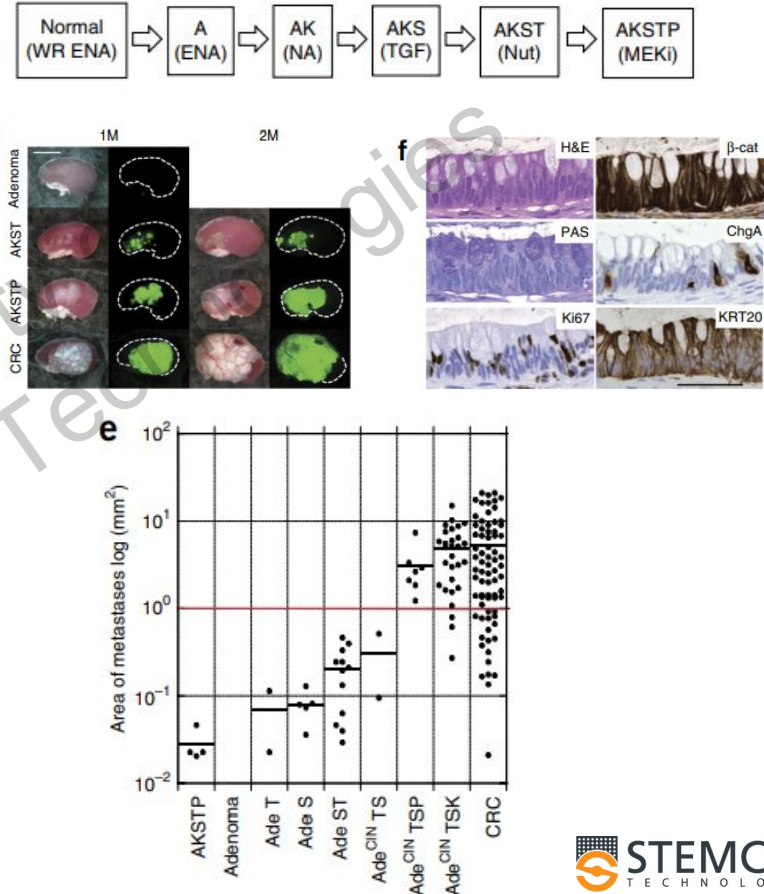 Normal
(WR ENA)
A
(ENA)
AK
(NA)
AKS
(TGF)
AKST
(Nut)
AKSTP
(MEKi)
1M
2M
Adenoma
AKST
AKSTP
CRC
f
H&E
β-cat
PAS
ChgA
Ki67
KRT20
gies
Te
e
Area of metastases log (mm²)
10²
10¹
10⁰
10⁻¹
10⁻²
AKSTP
Adenoma
Ade T
Ade S
Ade ST
Ade^CIN TS
Ade^CIN TSP
Ade^CIN TSK
CRC
STEMC
TECHNOLO